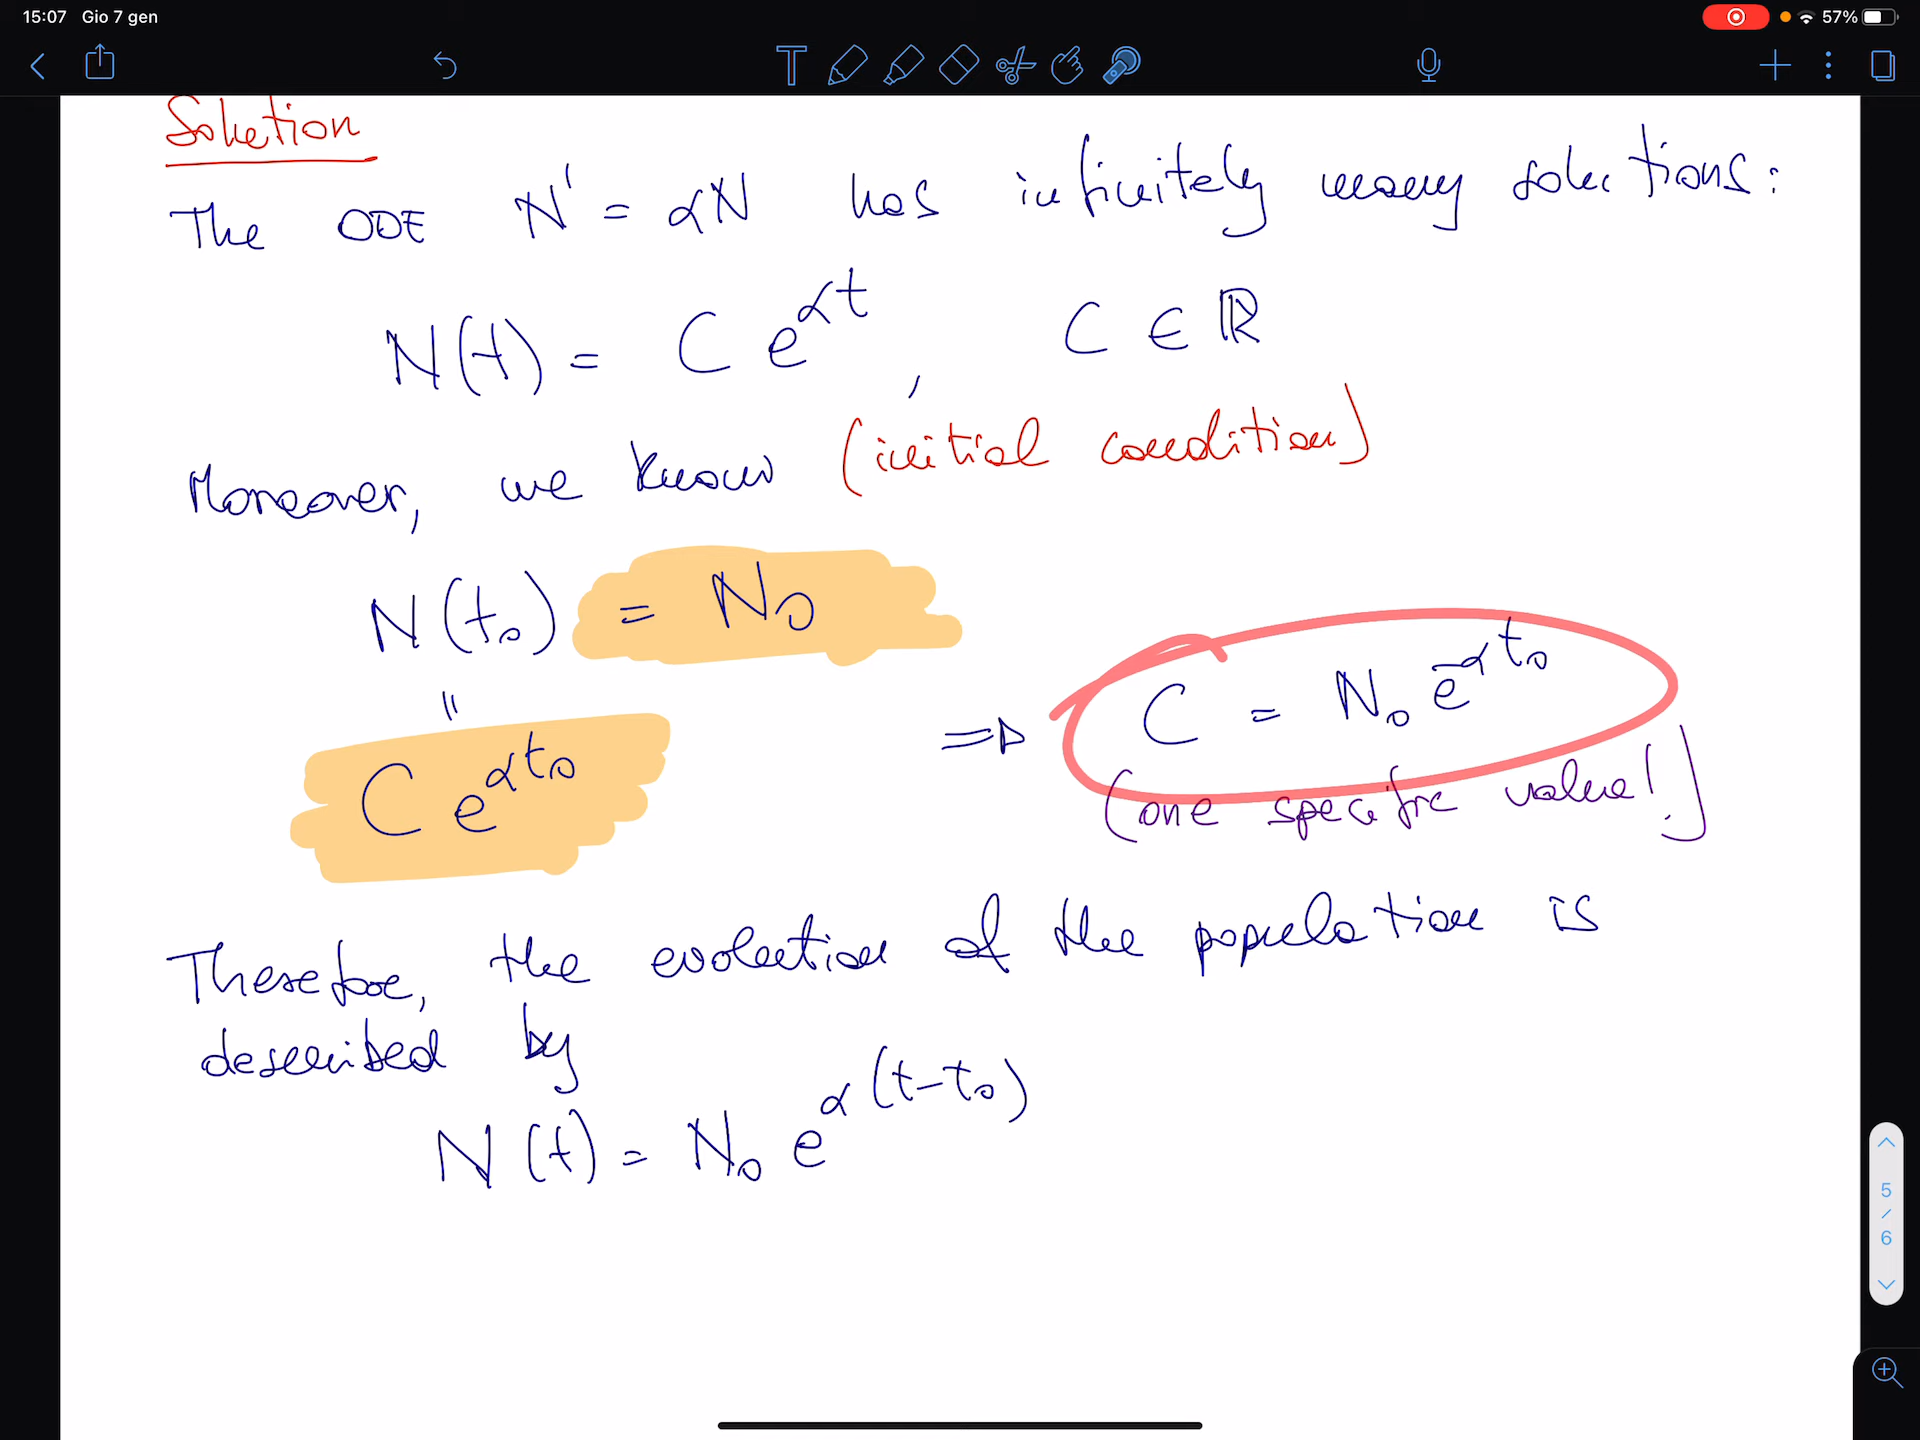 15:07 Gio 7 gen 57%
Solution
The ODE N' = αN has infinitely many solutions:
N(t) = C e^{αt}, C ∈ ℝ
Moreover, we know (initial condition)
N(t₀) = N₀
=
C e^{αt₀} ⇒ C = N₀ e^{-αt₀}
(one specific value!)
Therefore, the evolution of the population is
described by
N(t) = N₀ e^{α(t-t₀)}
5
/
6